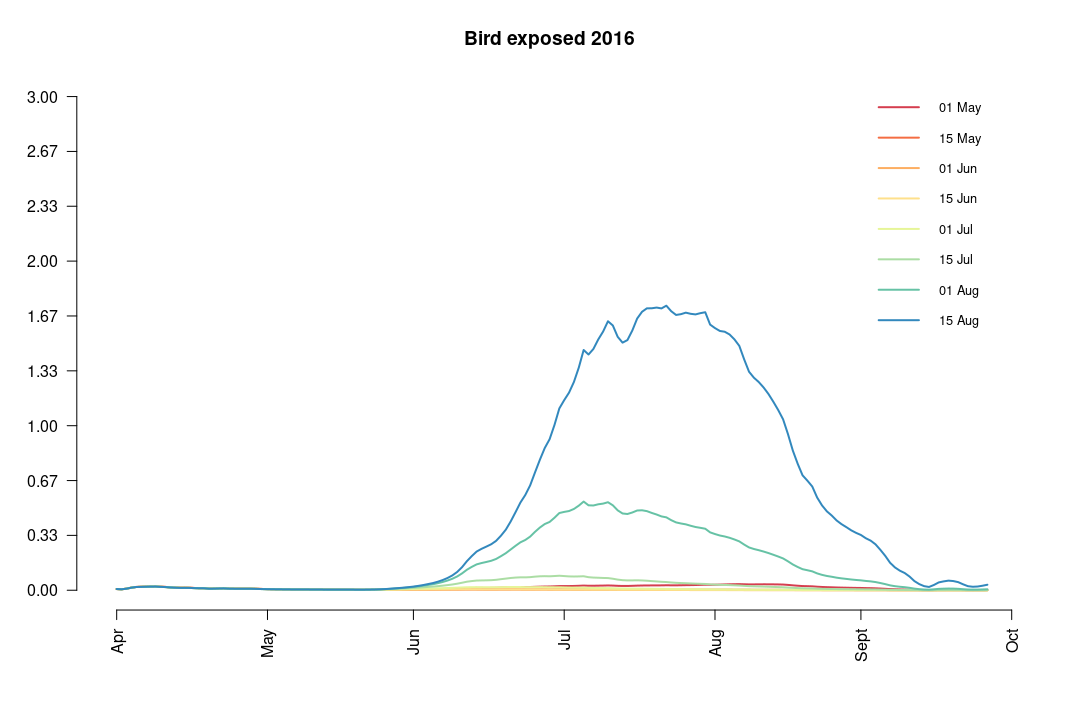 Bird exposed 2016
3.00
2.67
2.33
2.00
1.67
1.33
1.00
0.67
0.33
0.00
01 May
15 May
01 Jun
15 Jun
01 Jul
15 Jul
01 Aug
15 Aug
Apr
May
Jun
Jul
Aug
Sept
Oct